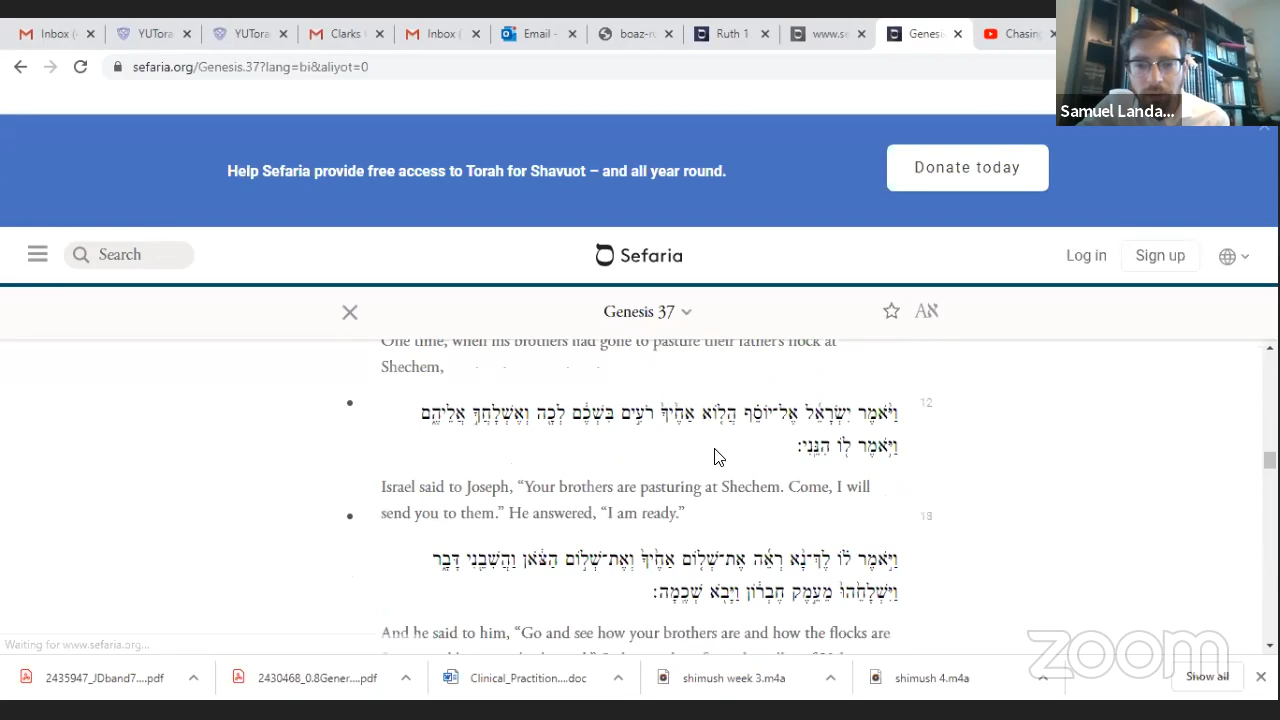 Inbox (
YUTora
YUTora
Clarks (
Inbox (
Email -
boaz-ru
Ruth 1
www.se
Genesis
Chasing
sefaria.org/Genesis.37?lang=bi&aliyot=0
Samuel Landa...
Help Sefaria provide free access to Torah for Shavuot – and all year round.
Donate today
Search
Sefaria
Log in
Sign up
Genesis 37
Aא
One time, when his brothers had gone to pasture their father's flock at
Shechem,
12
וַיֹּ֨אמֶר יִשְׂרָאֵ֜ל אֶל־יוֹסֵ֗ף הֲל֤וֹא אַחֶ֙יךָ֙ רֹעִ֣ים בִּשְׁכֶ֔ם לְכָ֖ה וְאֶשְׁלָחֲךָ֣ אֲלֵיהֶ֑ם
וַיֹּ֥אמֶר ל֖וֹ הִנֵּֽנִי׃
Israel said to Joseph, “Your brothers are pasturing at Shechem. Come, I will
send you to them.” He answered, “I am ready.”
13
וַיֹּ֣אמֶר ל֗וֹ לֶךְ־נָ֨א רְאֵ֜ה אֶת־שְׁל֤וֹם אַחֶ֙יךָ֙ וְאֶת־שְׁל֣וֹם הַצֹּ֔אן וַהֲשִׁבֵ֖נִי דָּבָ֑ר
וַיִּשְׁלָחֵ֙הוּ֙ מֵעֵ֣מֶק חֶבְר֔וֹן וַיָּבֹ֖א שְׁכֶֽמָה׃
And he said to him, “Go and see how your brothers are and how the flocks are
Waiting for www.sefaria.org...
zoom
2435947_JDband7....pdf
2430468_0.8Gener....pdf
Clinical_Practition....doc
shimush week 3.m4a
shimush 4.m4a
Show all